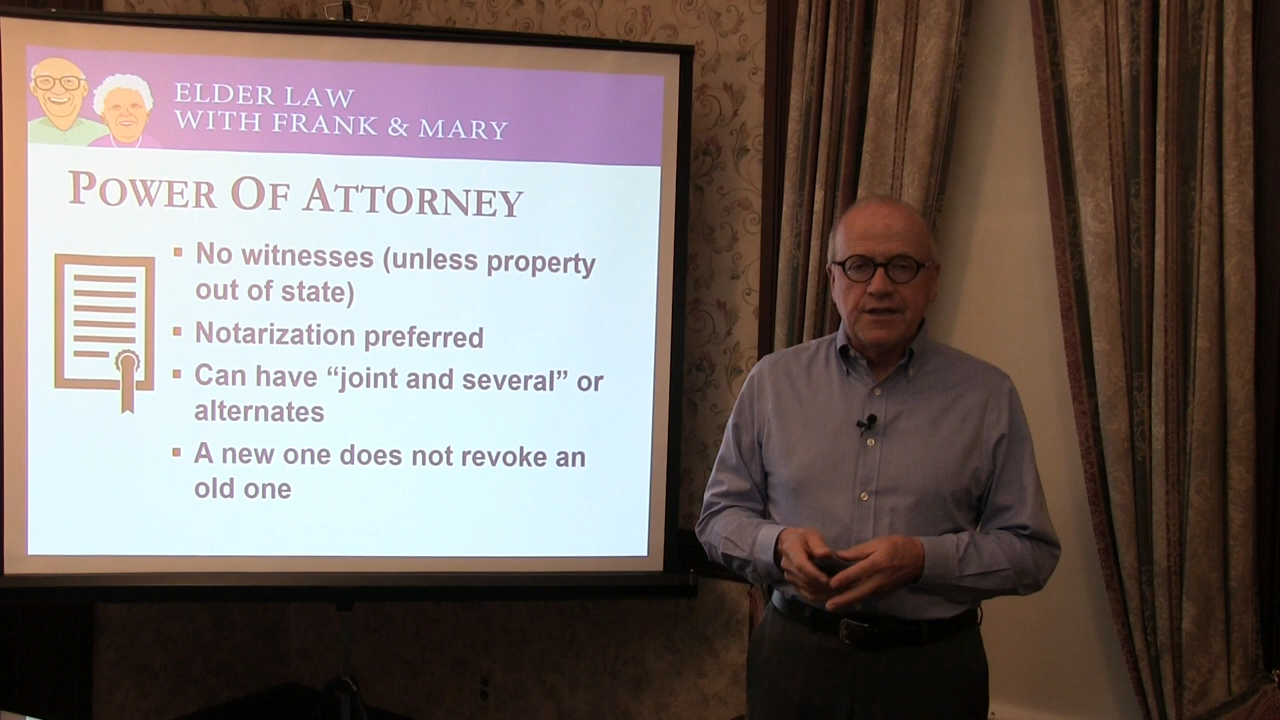 ELDER LAW
WITH FRANK & MARY
POWER OF ATTORNEY
▪ No witnesses (unless property
out of state)
▪ Notarization preferred
▪ Can have “joint and several” or
alternates
▪ A new one does not revoke an
old one